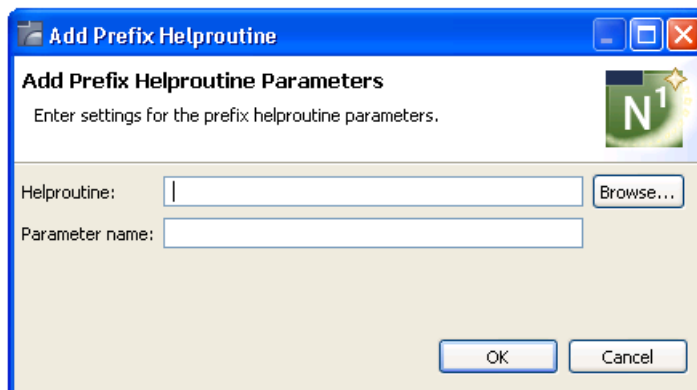 Add Prefix Helproutine
Add Prefix Helproutine Parameters
Enter settings for the prefix helproutine parameters.
N1
Helproutine: Browse...
Parameter name:
OK Cancel